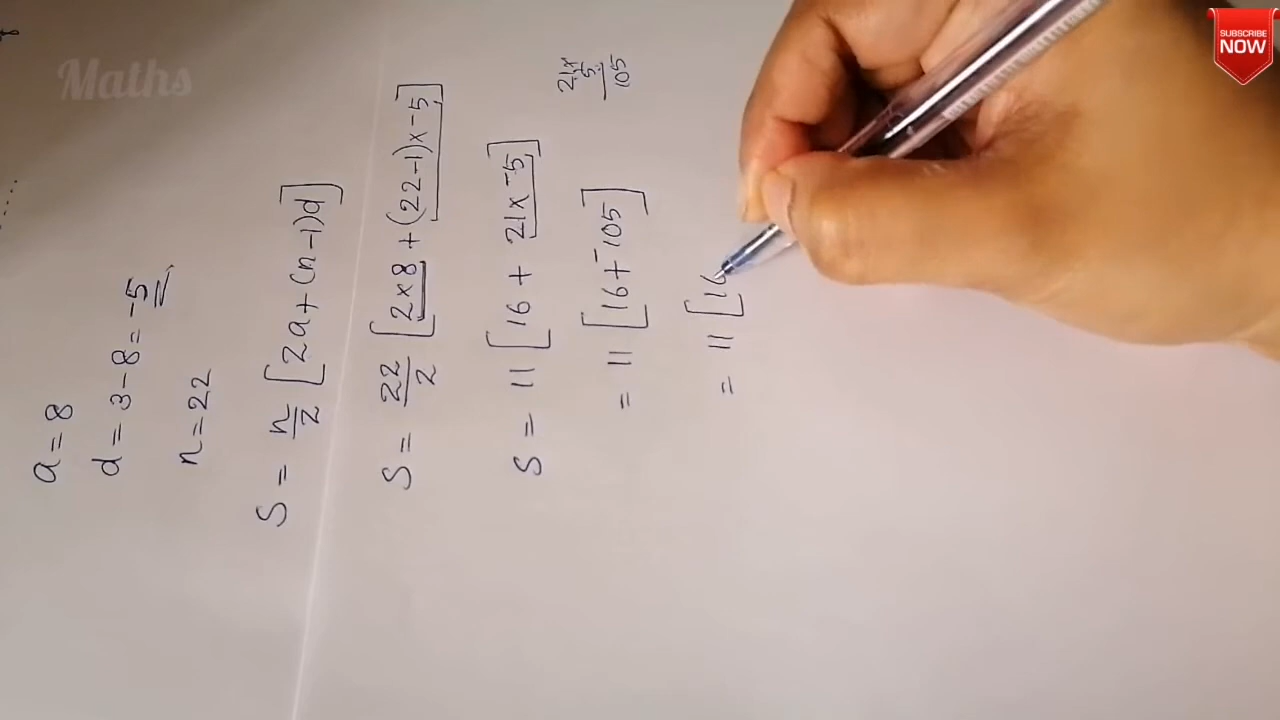 Maths
SUBSCRIBE
NOW
a = 8
d = 3 - 8 = -5
n = 22
S = n/2 [2a + (n-1)d]
S = 22/2 [2 × 8 + (22-1) × -5]
S = 11 [16 + 21 × -5]
21 ×
5
105
= 11 [16 + -105]
= 11 [16